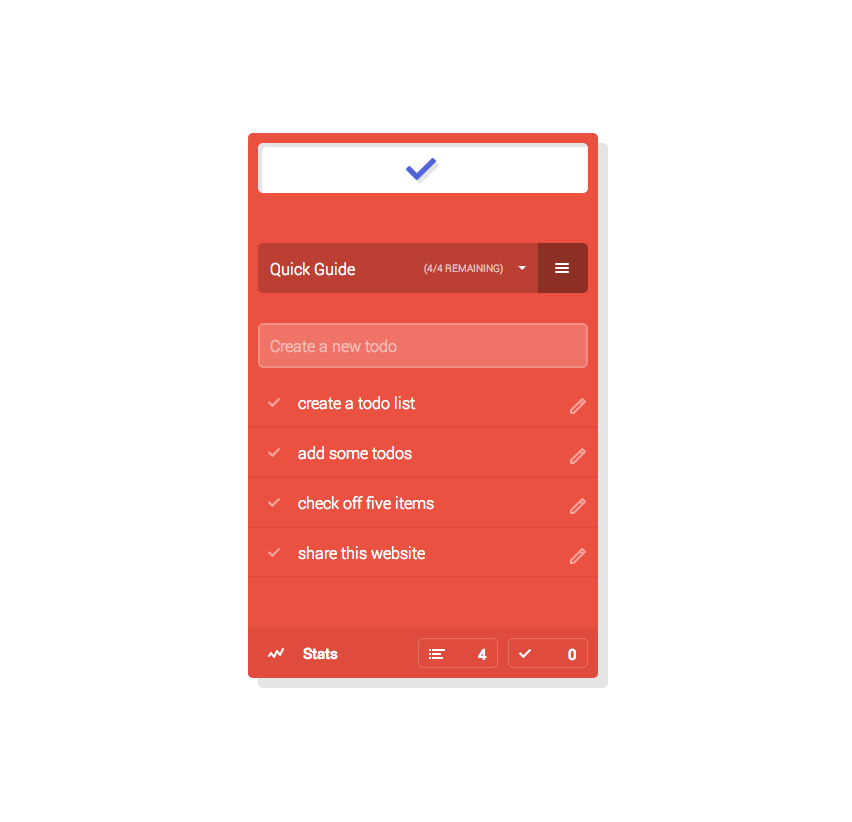 Quick Guide (4/4 REMAINING)
Create a new todo
create a todo list
add some todos
check off five items
share this website
Stats 4 0